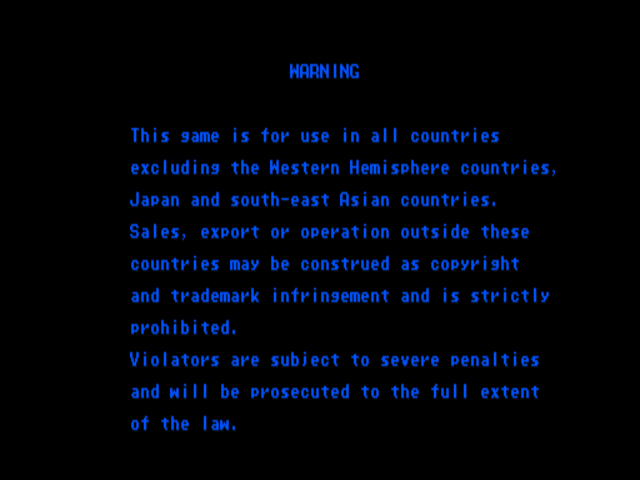 WARNING
This game is for use in all countries
excluding the Western Hemisphere countries,
Japan and south-east Asian countries.
Sales, export or operation outside these
countries may be construed as copyright
and trademark infringement and is strictly
prohibited.
Violators are subject to severe penalties
and will be prosecuted to the full extent
of the law.